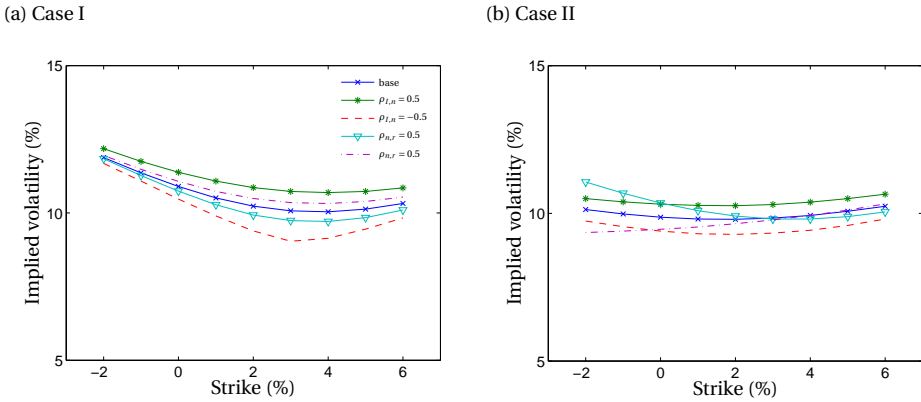 (a) Case I
15
10
5
−2
0
2
4
6
Implied volatility (%)
Strike (%)
base
ρI,n = 0.5
ρI,n = −0.5
ρn,r = 0.5
ρn,r = 0.5
(b) Case II
15
10
5
−2
0
2
4
6
Implied volatility (%)
Strike (%)